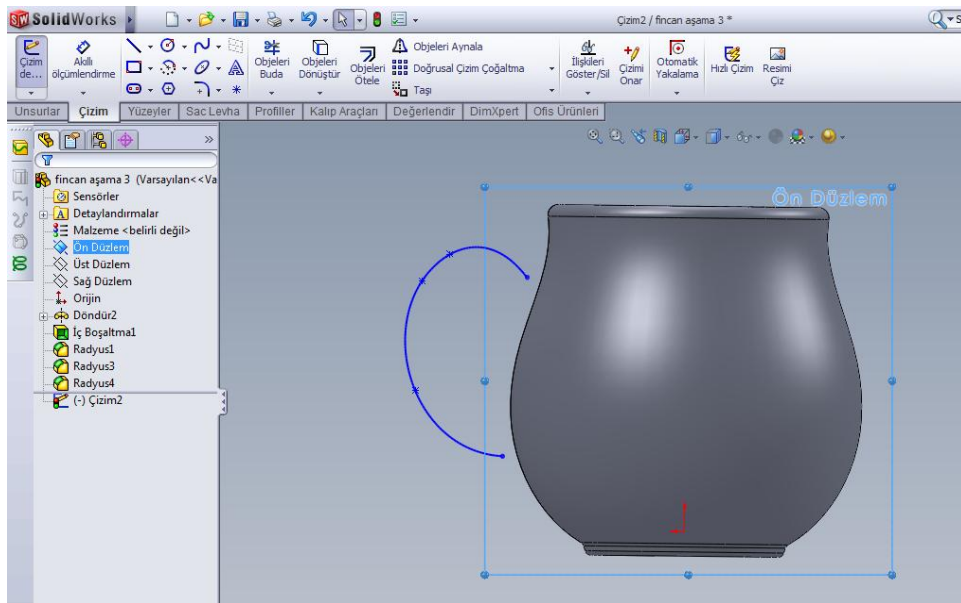 SolidWorks
Çizim2 / fincan aşama 3 *
Çizim de...
Akıllı ölçümlendirme
Objeleri Buda
Objeleri Dönüştür
Objeleri Ötele
Objeleri Aynala
Doğrusal Çizim Çoğaltma
Taşı
İlişkileri Göster/Sil
Çizimi Onar
Otomatik Yakalama
Hızlı Çizim
Resimi Çiz
Unsurlar Çizim Yüzeyler Sac Levha Profiller Kalıp Araçları Değerlendir DimXpert Ofis Ürünleri
fincan aşama 3 (Varsayılan<<Va
Sensörler
Detaylandırmalar
Malzeme <belirli değil>
Ön Düzlem
Üst Düzlem
Sağ Düzlem
Orijin
Döndür2
İç Boşaltma1
Radyus1
Radyus3
Radyus4
(-) Çizim2
Ön Düzlem